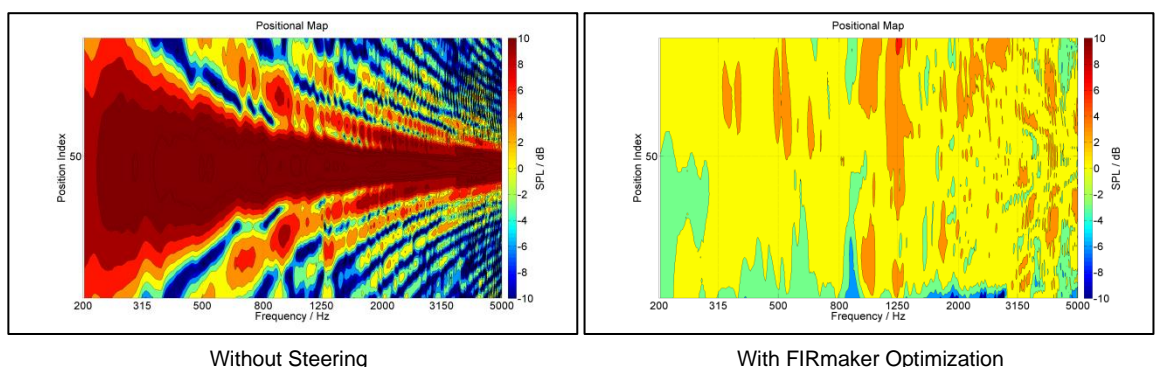 Positional Map
Position Index
50
200 315 500 800 1250 2000 3150 5000
Frequency / Hz
10
8
6
4
2
0
-2
-4
-6
-8
-10
SPL / dB
Without Steering
Positional Map
Position Index
50
200 315 500 800 1250 2000 3150 5000
Frequency / Hz
10
8
6
4
2
0
-2
-4
-6
-8
-10
SPL / dB
With FIRmaker Optimization